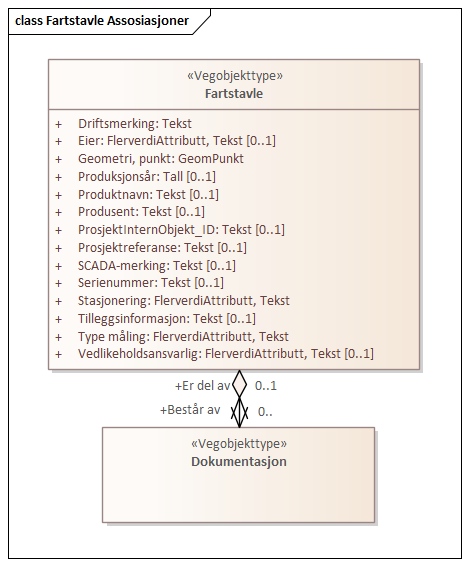 class Fartstavle Assosiasjoner
«Vegobjekttype»
Fartstavle
+ Driftsmerking: Tekst
+ Eier: FlerverdiAttributt, Tekst [0..1]
+ Geometri, punkt: GeomPunkt
+ Produksjonsår: Tall [0..1]
+ Produktnavn: Tekst [0..1]
+ Produsent: Tekst [0..1]
+ ProsjektInternObjekt_ID: Tekst [0..1]
+ Prosjektreferanse: Tekst [0..1]
+ SCADA-merking: Tekst [0..1]
+ Serienummer: Tekst [0..1]
+ Stasjonering: FlerverdiAttributt, Tekst
+ Tilleggsinformasjon: Tekst [0..1]
+ Type måling: FlerverdiAttributt, Tekst
+ Vedlikeholdsansvarlig: FlerverdiAttributt, Tekst [0..1]
+Er del av 0..1
+Består av 0..
«Vegobjekttype»
Dokumentasjon